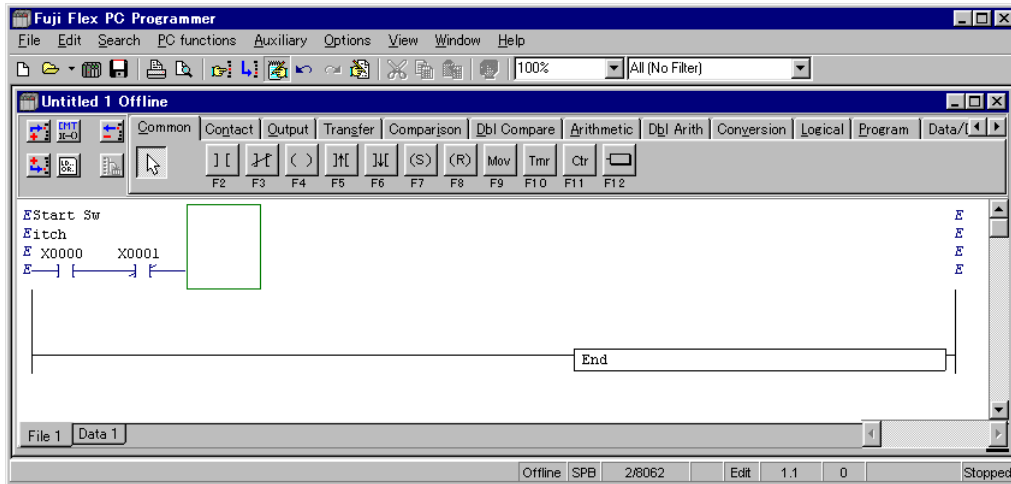 Fuji Flex PC Programmer
File Edit Search PC functions Auxiliary Options View Window Help
100% All (No Filter)
Untitled 1 Offline
CMT
Common Contact Output Transfer Comparison Dbl Compare Arithmetic Dbl Arith Conversion Logical Program
] [ ( ) (S) (R) Mov Tmr Ctr
F2 F3 F4 F5 F6 F7 F8 F9 F10 F11 F12
EStart Sw E
Eitch E
E X0000 X0001 E
E E
End
File 1 Data 1
Offline SPB 2/8062 Edit 1.1 0 Stopped